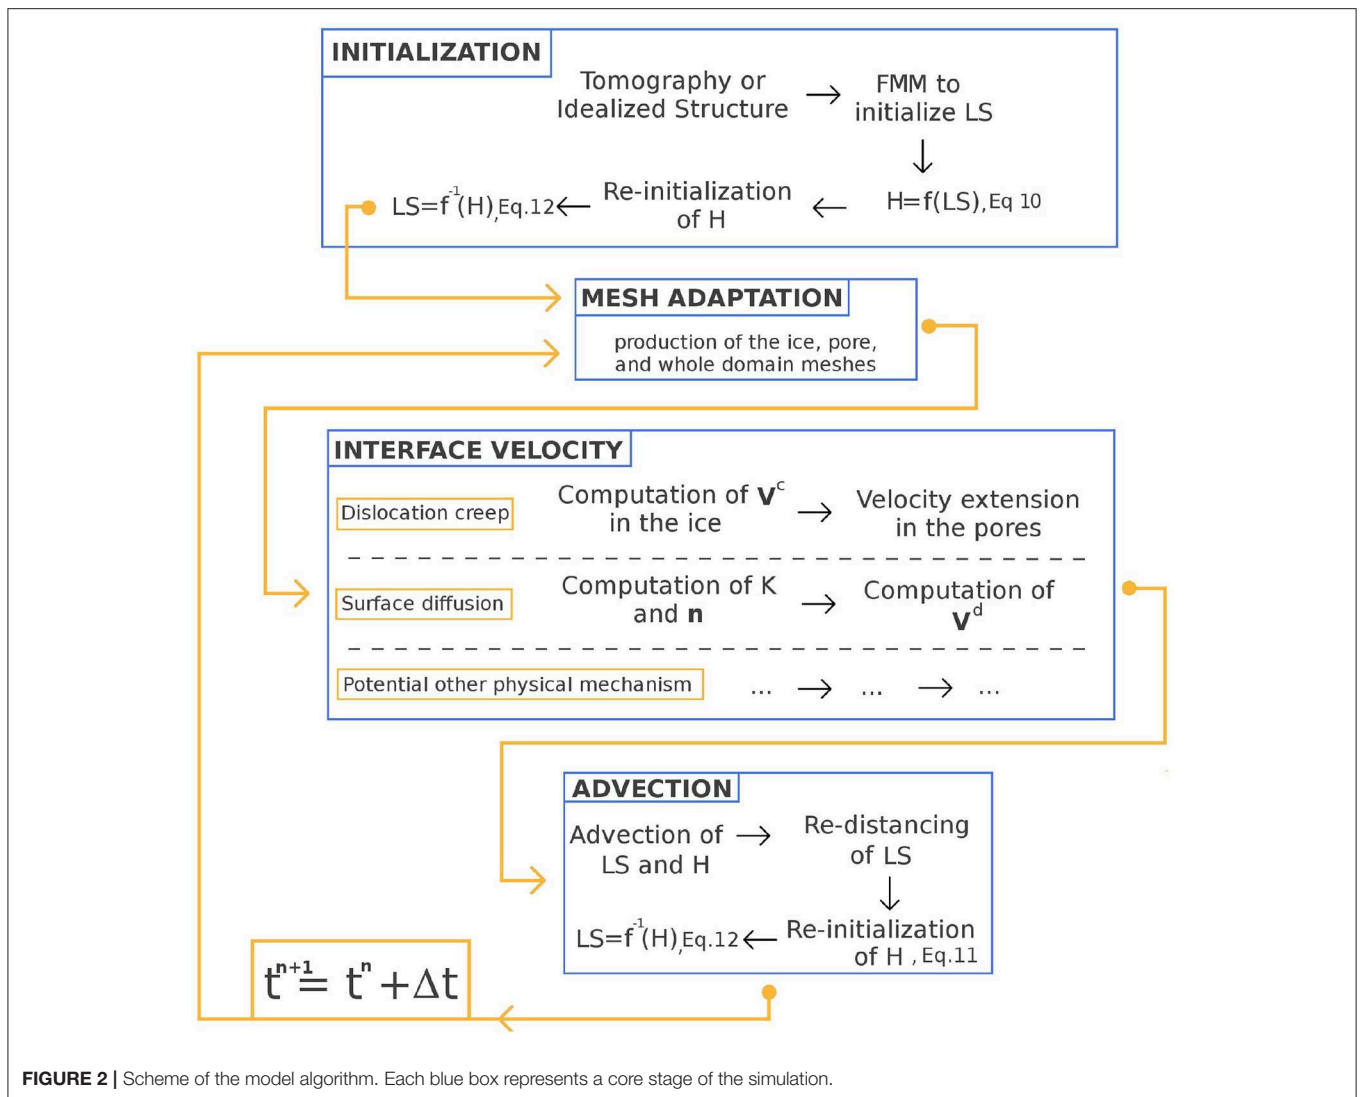 INITIALIZATION
Tomography or
Idealized Structure
FMM to
initialize LS
H=f(LS), Eq 10
Re-initialization
of H
LS=f⁻¹(H), Eq.12
MESH ADAPTATION
production of the ice, pore,
and whole domain meshes
INTERFACE VELOCITY
Dislocation creep
Computation of Vᶜ
in the ice
Velocity extension
in the pores
Surface diffusion
Computation of K
and n
Computation of
Vᵈ
Potential other physical mechanism
... ... ...
ADVECTION
Advection of
LS and H
Re-distancing
of LS
Re-initialization
of H , Eq.11
LS=f⁻¹(H), Eq.12
tⁿ⁺¹= tⁿ+Δt
FIGURE 2 | Scheme of the model algorithm. Each blue box represents a core stage of the simulation.